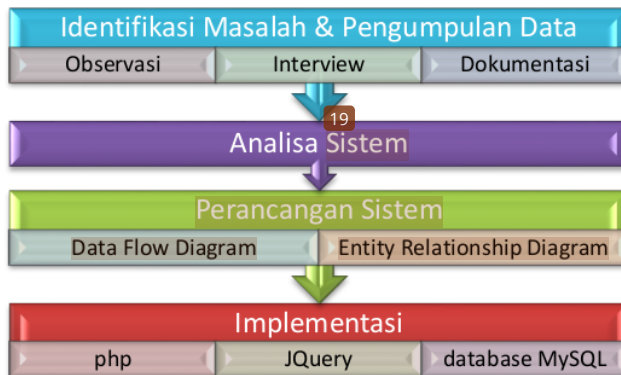 Identifikasi Masalah & Pengumpulan Data
Observasi Interview Dokumentasi
19
Analisa Sistem
Perancangan Sistem
Data Flow Diagram Entity Relationship Diagram
Implementasi
php JQuery database MySQL